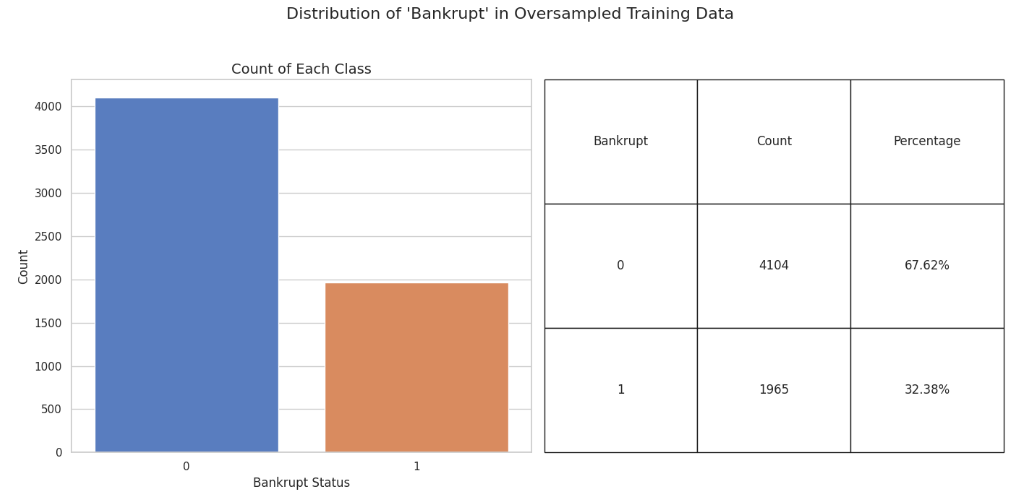 Distribution of 'Bankrupt' in Oversampled Training Data
Count of Each Class
4000
3500
3000
2500
2000
1500
1000
500
0
Count
0 1
Bankrupt Status
Bankrupt Count Percentage
0 4104 67.62%
1 1965 32.38%